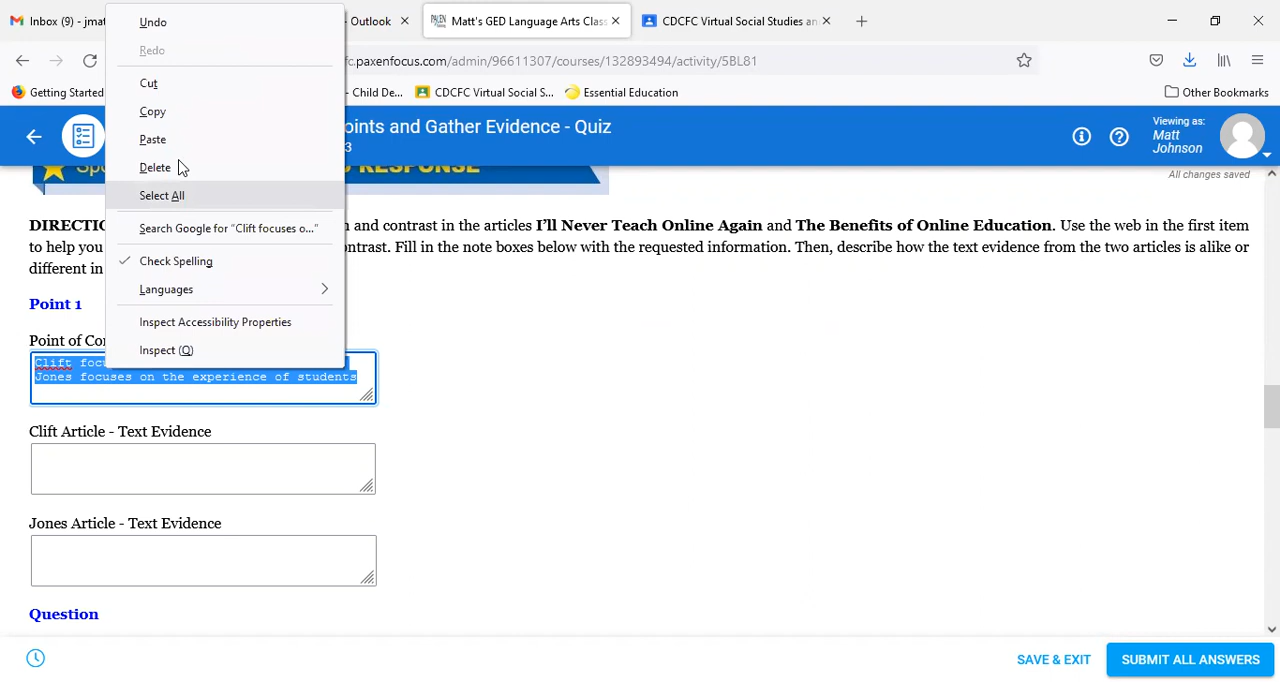 Inbox (9) - jmat
Outlook
Matt's GED Language Arts Clas
CDCFC Virtual Social Studies an
fc.paxenfocus.com/admin/96611307/courses/132893494/activity/5BL81
Getting Started
- Child De...
CDCFC Virtual Social S...
Essential Education
Other Bookmarks
oints and Gather Evidence - Quiz
3
Viewing as:
Matt
Johnson
Undo
Redo
Cut
Copy
Paste
Delete
Select All
Search Google for "Clift focuses o..."
Check Spelling
Languages
Inspect Accessibility Properties
Inspect (Q)
RESPONSE
All changes saved
DIRECTIO n and contrast in the articles I'll Never Teach Online Again and The Benefits of Online Education. Use the web in the first item
to help you ontrast. Fill in the note boxes below with the requested information. Then, describe how the text evidence from the two articles is alike or
different in
Point 1
Point of Co
Clift focu
Jones focuses on the experience of students
Clift Article - Text Evidence
Jones Article - Text Evidence
Question
SAVE & EXIT
SUBMIT ALL ANSWERS